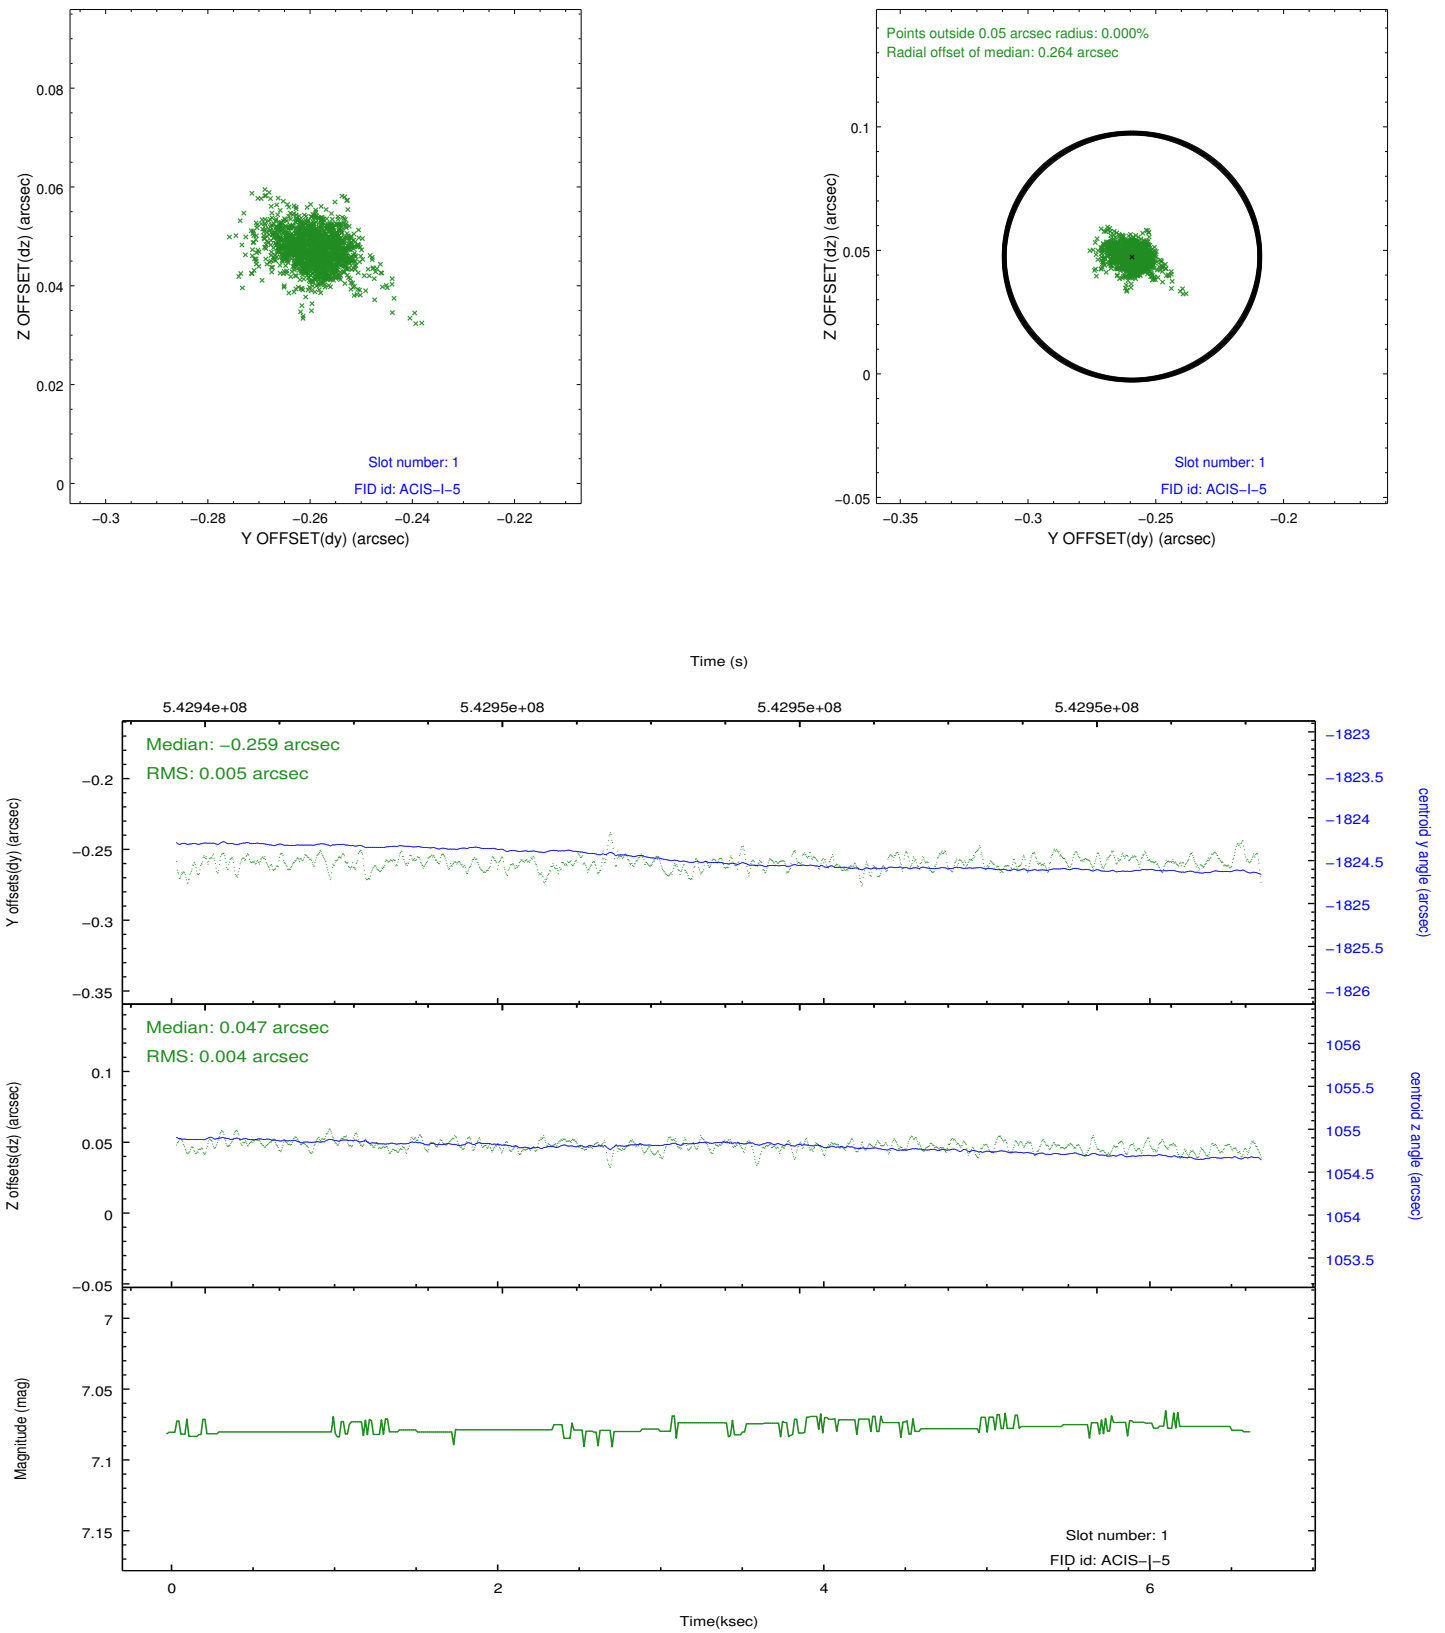 0.08
0.06
0.04
0.02
0
Z OFFSET(dz) (arcsec)
Slot number: 1
FID id: ACIS−I−5
−0.3 −0.28 −0.26 −0.24 −0.22
Y OFFSET(dy) (arcsec)
Points outside 0.05 arcsec radius: 0.000%
Radial offset of median: 0.264 arcsec
0.1
0.05
0
−0.05
Z OFFSET(dz) (arcsec)
Slot number: 1
FID id: ACIS−I−5
−0.35 −0.3 −0.25 −0.2
Y OFFSET(dy) (arcsec)
Time (s)
5.4294e+08 5.4295e+08 5.4295e+08 5.4295e+08
Median: −0.259 arcsec
RMS: 0.005 arcsec
−0.2
−0.25
−0.3
−0.35
Y offsets(dy) (arcsec)
−1823
−1823.5
−1824
−1824.5
−1825
−1825.5
−1826
centroid y angle (arcsec)
Median: 0.047 arcsec
RMS: 0.004 arcsec
0.1
0.05
0
−0.05
Z offsets(dz) (arcsec)
1056
1055.5
1055
1054.5
1054
1053.5
centroid z angle (arcsec)
7
7.05
7.1
7.15
Magnitude (mag)
Slot number: 1
FID id: ACIS−I−5
0 2 4 6
Time(ksec)